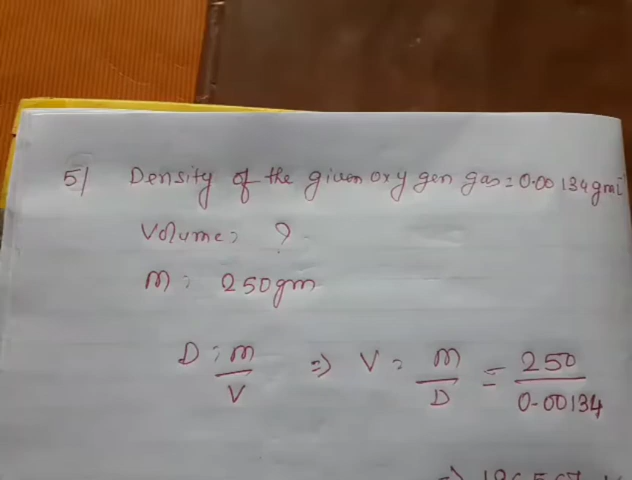 5) Density of the given oxygen gas = 0.00134 gml⁻
Volume = ?
m = 250gm
D = m/V ⇒ V = m/D = 250/0.00134